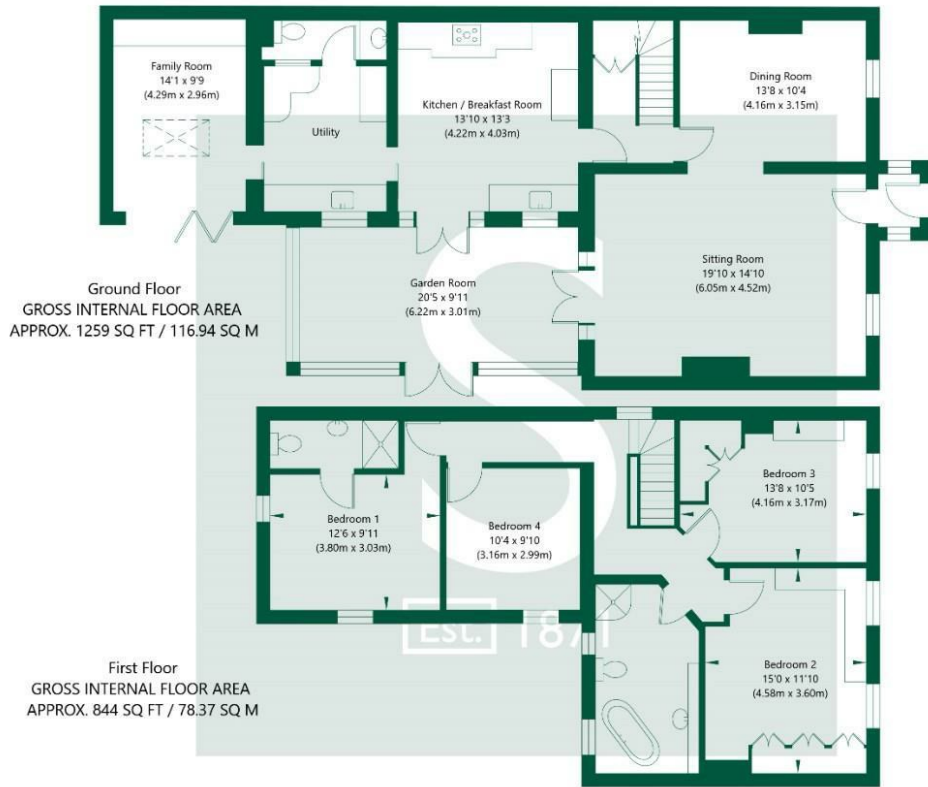 Family Room
14'1 x 9'9
(4.29m x 2.96m)
Utility
Kitchen / Breakfast Room
13'10 x 13'3
(4.22m x 4.03m)
Dining Room
13'8 x 10'4
(4.16m x 3.15m)
Sitting Room
19'10 x 14'10
(6.05m x 4.52m)
Garden Room
20'5 x 9'11
(6.22m x 3.01m)
Ground Floor
GROSS INTERNAL FLOOR AREA
APPROX. 1259 SQ FT / 116.94 SQ M
S
Bedroom 1
12'6 x 9'11
(3.80m x 3.03m)
Bedroom 4
10'4 x 9'10
(3.16m x 2.99m)
Bedroom 3
13'8 x 10'5
(4.16m x 3.17m)
Bedroom 2
15'0 x 11'10
(4.58m x 3.60m)
Est. 1871
First Floor
GROSS INTERNAL FLOOR AREA
APPROX. 844 SQ FT / 78.37 SQ M